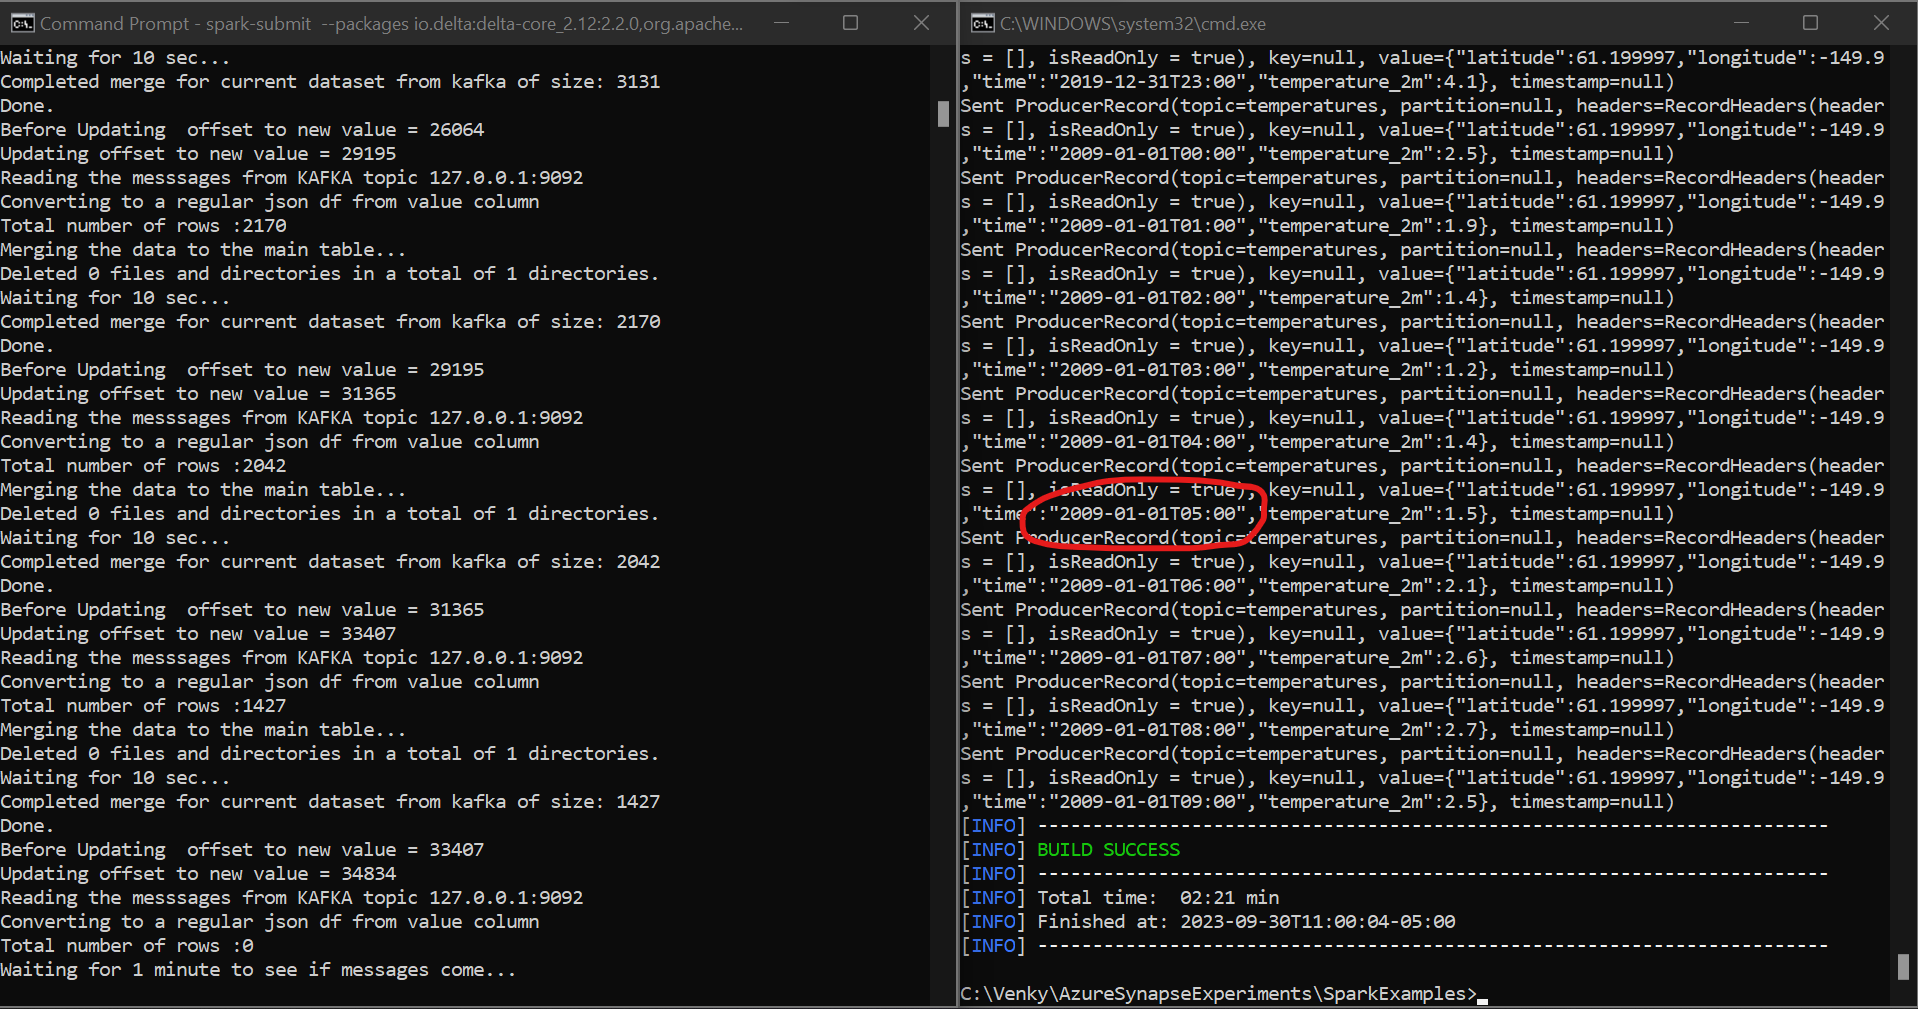 Command Prompt - spark-submit  --packages io.delta:delta-core_2.12:2.2.0,org.apache...
Waiting for 10 sec...
Completed merge for current dataset from kafka of size: 3131
Done.
Before Updating  offset to new value = 26064
Updating offset to new value = 29195
Reading the messsages from KAFKA topic 127.0.0.1:9092
Converting to a regular json df from value column
Total number of rows :2170
Merging the data to the main table...
Deleted 0 files and directories in a total of 1 directories.
Waiting for 10 sec...
Completed merge for current dataset from kafka of size: 2170
Done.
Before Updating  offset to new value = 29195
Updating offset to new value = 31365
Reading the messsages from KAFKA topic 127.0.0.1:9092
Converting to a regular json df from value column
Total number of rows :2042
Merging the data to the main table...
Deleted 0 files and directories in a total of 1 directories.
Waiting for 10 sec...
Completed merge for current dataset from kafka of size: 2042
Done.
Before Updating  offset to new value = 31365
Updating offset to new value = 33407
Reading the messsages from KAFKA topic 127.0.0.1:9092
Converting to a regular json df from value column
Total number of rows :1427
Merging the data to the main table...
Deleted 0 files and directories in a total of 1 directories.
Waiting for 10 sec...
Completed merge for current dataset from kafka of size: 1427
Done.
Before Updating  offset to new value = 33407
Updating offset to new value = 34834
Reading the messsages from KAFKA topic 127.0.0.1:9092
Converting to a regular json df from value column
Total number of rows :0
Waiting for 1 minute to see if messages come...
C:\WINDOWS\system32\cmd.exe
s = [], isReadOnly = true), key=null, value={"latitude":61.199997,"longitude":-149.9
,"time":"2019-12-31T23:00","temperature_2m":4.1}, timestamp=null)
Sent ProducerRecord(topic=temperatures, partition=null, headers=RecordHeaders(header
s = [], isReadOnly = true), key=null, value={"latitude":61.199997,"longitude":-149.9
,"time":"2009-01-01T00:00","temperature_2m":2.5}, timestamp=null)
Sent ProducerRecord(topic=temperatures, partition=null, headers=RecordHeaders(header
s = [], isReadOnly = true), key=null, value={"latitude":61.199997,"longitude":-149.9
,"time":"2009-01-01T01:00","temperature_2m":1.9}, timestamp=null)
Sent ProducerRecord(topic=temperatures, partition=null, headers=RecordHeaders(header
s = [], isReadOnly = true), key=null, value={"latitude":61.199997,"longitude":-149.9
,"time":"2009-01-01T02:00","temperature_2m":1.4}, timestamp=null)
Sent ProducerRecord(topic=temperatures, partition=null, headers=RecordHeaders(header
s = [], isReadOnly = true), key=null, value={"latitude":61.199997,"longitude":-149.9
,"time":"2009-01-01T03:00","temperature_2m":1.2}, timestamp=null)
Sent ProducerRecord(topic=temperatures, partition=null, headers=RecordHeaders(header
s = [], isReadOnly = true), key=null, value={"latitude":61.199997,"longitude":-149.9
,"time":"2009-01-01T04:00","temperature_2m":1.4}, timestamp=null)
Sent ProducerRecord(topic=temperatures, partition=null, headers=RecordHeaders(header
s = [], isReadOnly = true), key=null, value={"latitude":61.199997,"longitude":-149.9
,"time":"2009-01-01T05:00","temperature_2m":1.5}, timestamp=null)
Sent ProducerRecord(topic=temperatures, partition=null, headers=RecordHeaders(header
s = [], isReadOnly = true), key=null, value={"latitude":61.199997,"longitude":-149.9
,"time":"2009-01-01T06:00","temperature_2m":2.1}, timestamp=null)
Sent ProducerRecord(topic=temperatures, partition=null, headers=RecordHeaders(header
s = [], isReadOnly = true), key=null, value={"latitude":61.199997,"longitude":-149.9
,"time":"2009-01-01T07:00","temperature_2m":2.6}, timestamp=null)
Sent ProducerRecord(topic=temperatures, partition=null, headers=RecordHeaders(header
s = [], isReadOnly = true), key=null, value={"latitude":61.199997,"longitude":-149.9
,"time":"2009-01-01T08:00","temperature_2m":2.7}, timestamp=null)
Sent ProducerRecord(topic=temperatures, partition=null, headers=RecordHeaders(header
s = [], isReadOnly = true), key=null, value={"latitude":61.199997,"longitude":-149.9
,"time":"2009-01-01T09:00","temperature_2m":2.5}, timestamp=null)
[INFO] ------------------------------------------------------------------------
[INFO] BUILD SUCCESS
[INFO] ------------------------------------------------------------------------
[INFO] Total time:  02:21 min
[INFO] Finished at: 2023-09-30T11:00:04-05:00
[INFO] ------------------------------------------------------------------------
C:\Venky\AzureSynapseExperiments\SparkExamples>